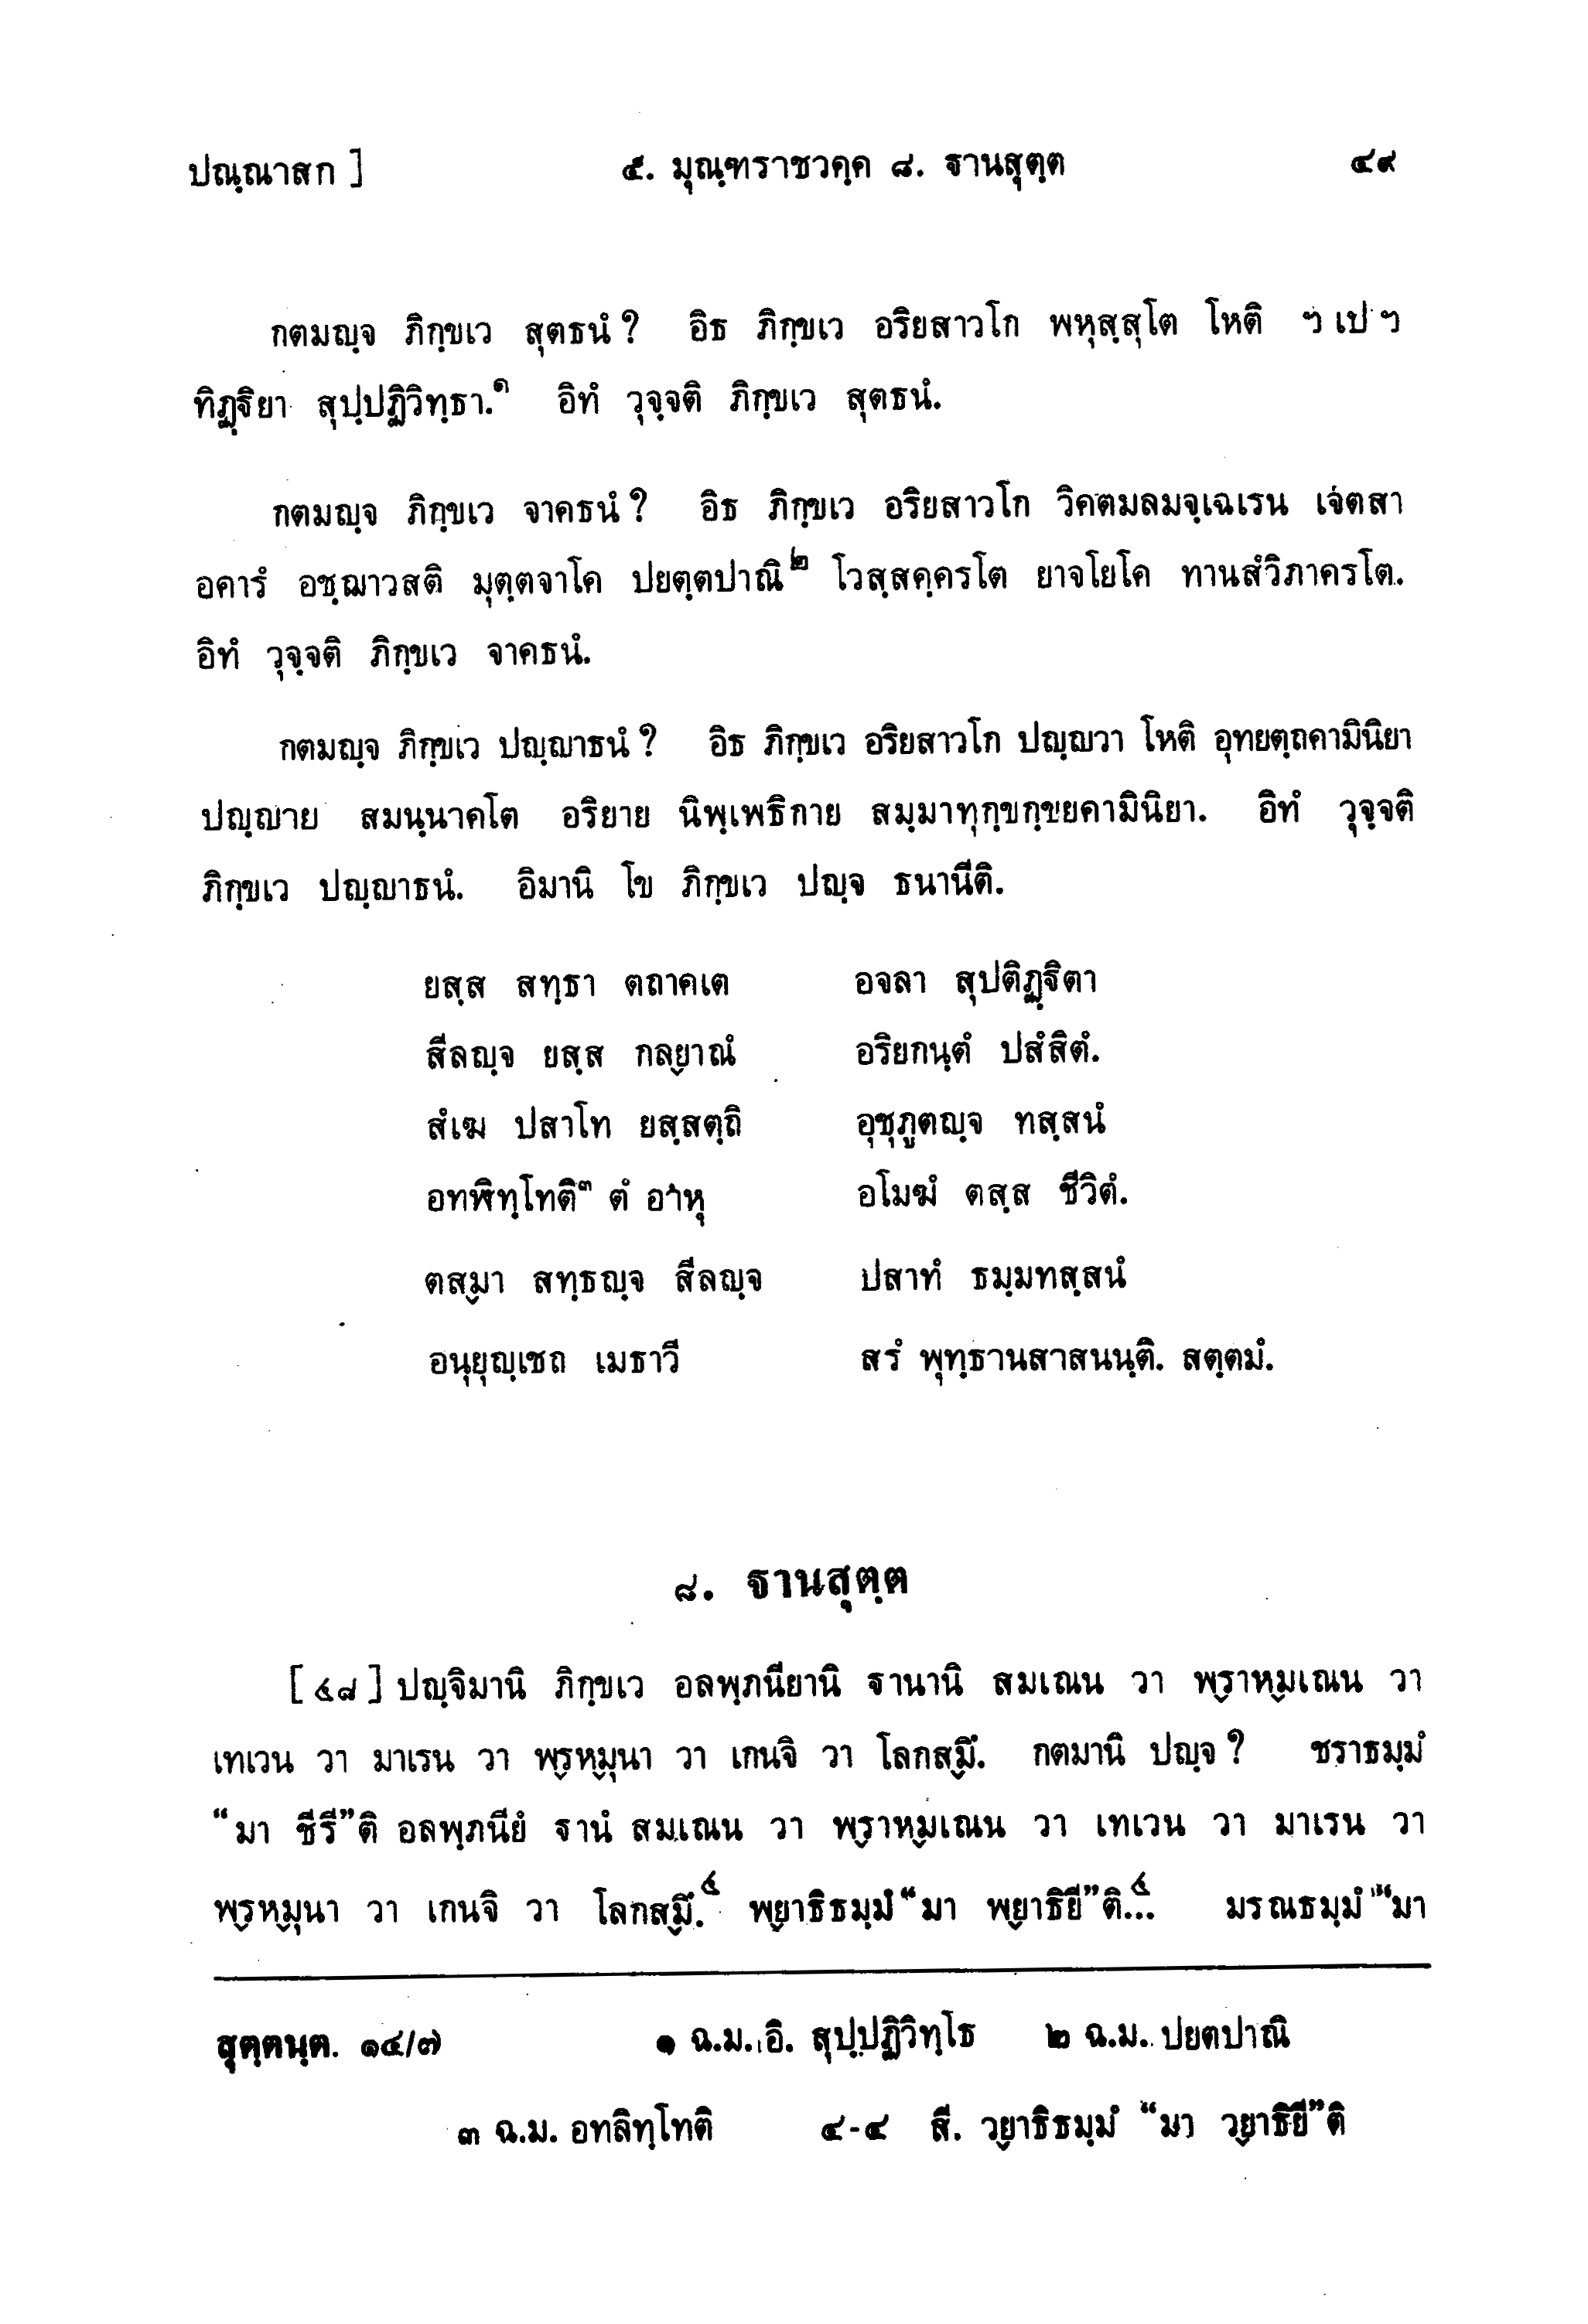 ปณฺณาสก ] ๕. มุณฺฑราชวคฺค ๘. ฐานสุตฺต ๔๙
กตมญฺจ ภิกฺขเว สุตธนํ ? อิธ ภิกฺขเว อริยสาวโก พหุสฺสุโต โหติ ฯ เป ฯ
ทิฏฺฐิยา สุปฺปฏิวิทฺธา.๑ อิทํ วุจฺจติ ภิกฺขเว สุตธนํ.
กตมญฺจ ภิกฺขเว จาคธนํ ? อิธ ภิกฺขเว อริยสาวโก วิคตมลมจฺเฉเรน เจตสา
อคารํ อชฺฌาวสติ มุตฺตจาโค ปยตฺตปาณิ๒ โวสฺสคฺครโต ยาจโยโค ทานสํวิภาครโต.
อิทํ วุจฺจติ ภิกฺขเว จาคธนํ.
กตมญฺจ ภิกฺขเว ปญฺญาธนํ ? อิธ ภิกฺขเว อริยสาวโก ปญฺญวา โหติ อุทยตฺถคามินิยา
ปญฺญาย สมนฺนาคโต อริยาย นิพฺเพธิกาย สมฺมาทุกฺขกฺขยคามินิยา. อิทํ วุจฺจติ
ภิกฺขเว ปญฺญาธนํ. อิมานิ โข ภิกฺขเว ปญฺจ ธนานีติ.
ยสฺส สทฺธา ตถาคเต อจลา สุปติฏฺฐิตา
สีลญฺจ ยสฺส กลฺยาณํ อริยกนฺตํ ปสํสิตํ.
สํเฆ ปสาโท ยสฺสตฺถิ อุชุภูตญฺจ ทสฺสนํ
อทฬิทฺโทติ๓ ตํ อาหุ อโมฆํ ตสฺส ชีวิตํ.
ตสฺมา สทฺธญฺจ สีลญฺจ ปสาทํ ธมฺมทสฺสนํ
อนุยุญฺเชถ เมธาวี สรํ พุทฺธานสาสนนฺติ. สตฺตมํ.
๘. ฐานสุตฺต
[ ๔๘ ] ปญฺจิมานิ ภิกฺขเว อลพฺภนียานิ ฐานานิ สมเณน วา พฺราหฺมเณน วา
เทเวน วา มาเรน วา พฺรหฺมุนา วา เกนจิ วา โลกสฺมึ. กตมานิ ปญฺจ ? ชราธมฺมํ
“มา ชีรี”ติ อลพฺภนียํ ฐานํ สมเณน วา พฺราหฺมเณน วา เทเวน วา มาเรน วา
พฺรหฺมุนา วา เกนจิ วา โลกสฺมึ.๔ พฺยาธิธมฺมํ “มา พฺยาธิยี”ติ.๔.. มรณธมฺมํ “มา
สุตฺตนฺต. ๑๔/๗ ๑ ฉ.ม. อิ. สุปฺปฏิวิทฺโธ ๒ ฉ.ม. ปยตปาณิ
๓ ฉ.ม. อทลิทฺโทติ ๔-๔ สี. วฺยาธิธมฺมํ “มา วฺยาธิยี”ติ